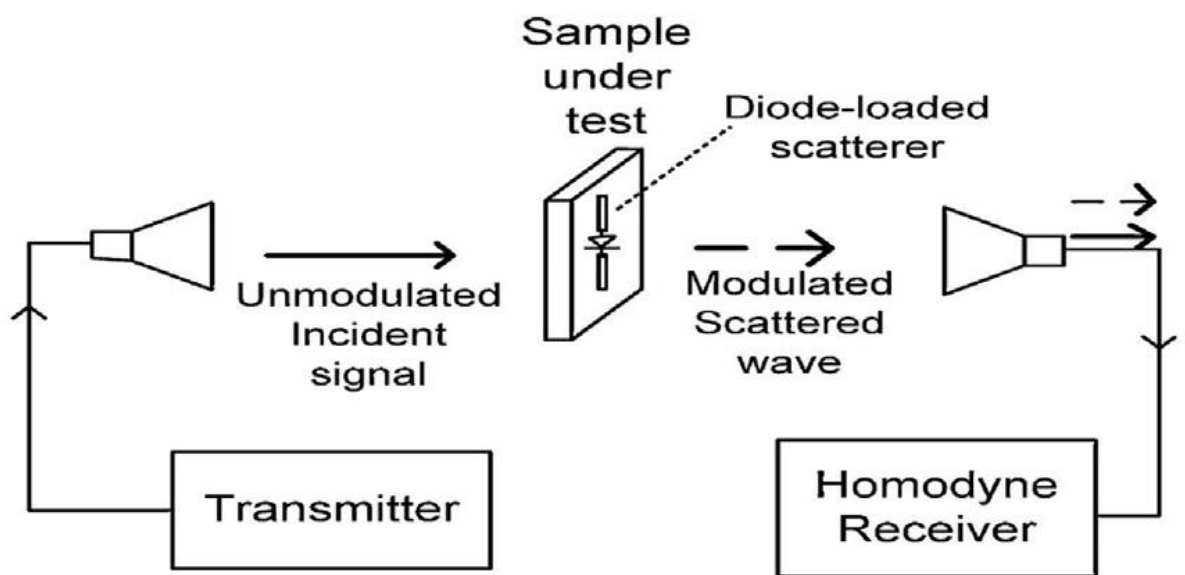 Sample
under
test
Diode-loaded
scatterer
Unmodulated
Incident
signal
Modulated
Scattered
wave
Transmitter
Homodyne
Receiver